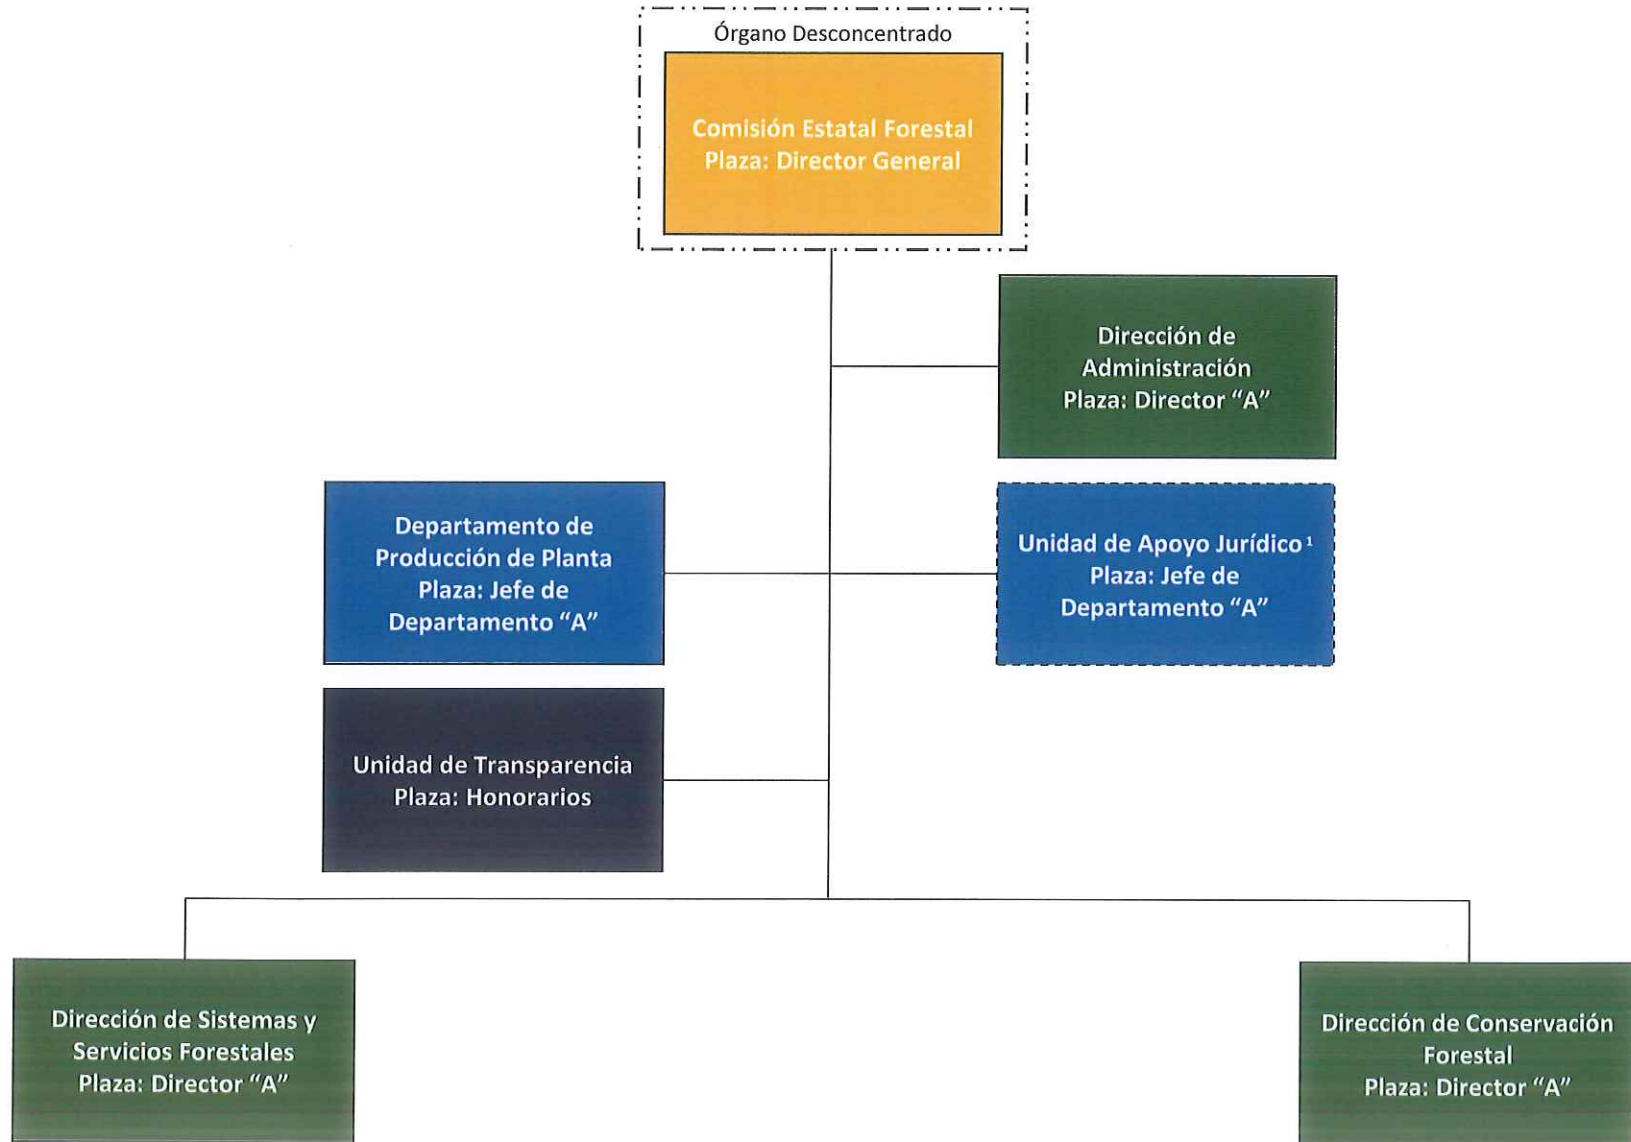 Órgano Desconcentrado
Comisión Estatal Forestal
Plaza: Director General
Dirección de
Administración
Plaza: Director “A”
Departamento de
Producción de Planta
Plaza: Jefe de
Departamento “A”
Unidad de Apoyo Jurídico¹
Plaza: Jefe de
Departamento “A”
Unidad de Transparencia
Plaza: Honorarios
Dirección de Sistemas y
Servicios Forestales
Plaza: Director “A”
Dirección de Conservación
Forestal
Plaza: Director “A”